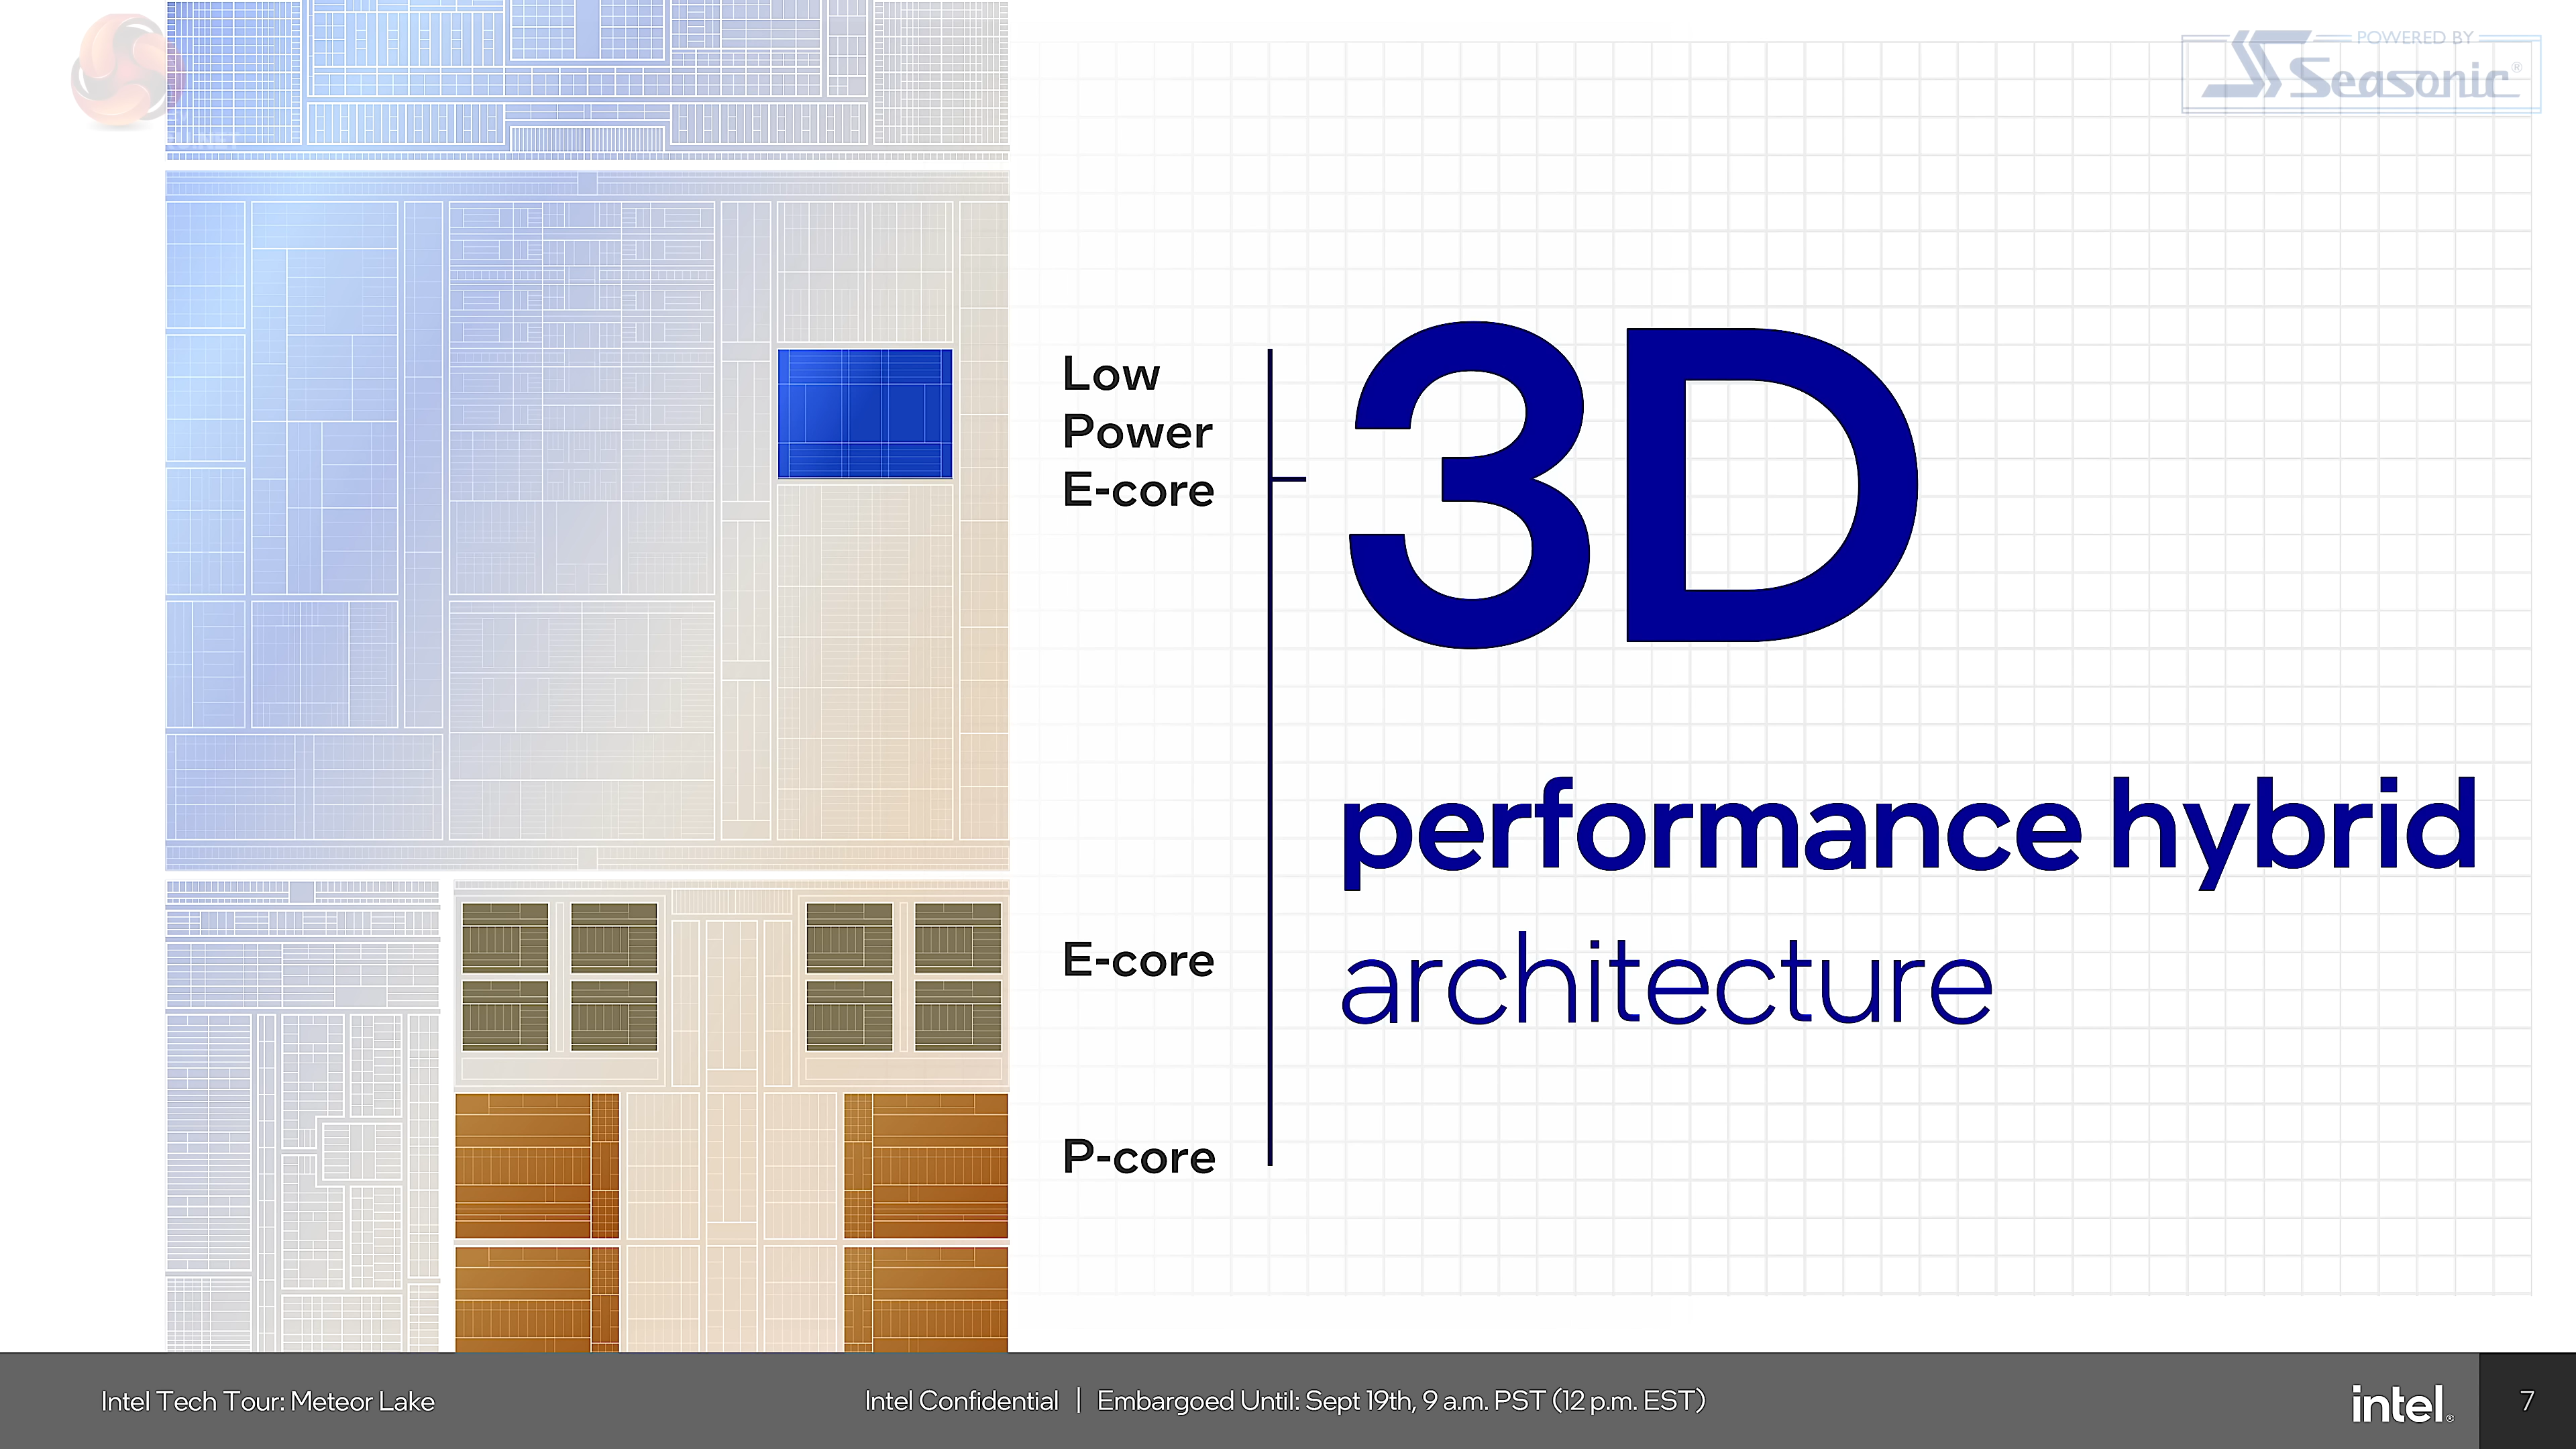 POWERED BY
Seasonic®
Low
Power
E-core
3D
performance hybrid
architecture
E-core
P-core
Intel Tech Tour: Meteor Lake
Intel Confidential | Embargoed Until: Sept 19th, 9 a.m. PST (12 p.m. EST)
intel®
7